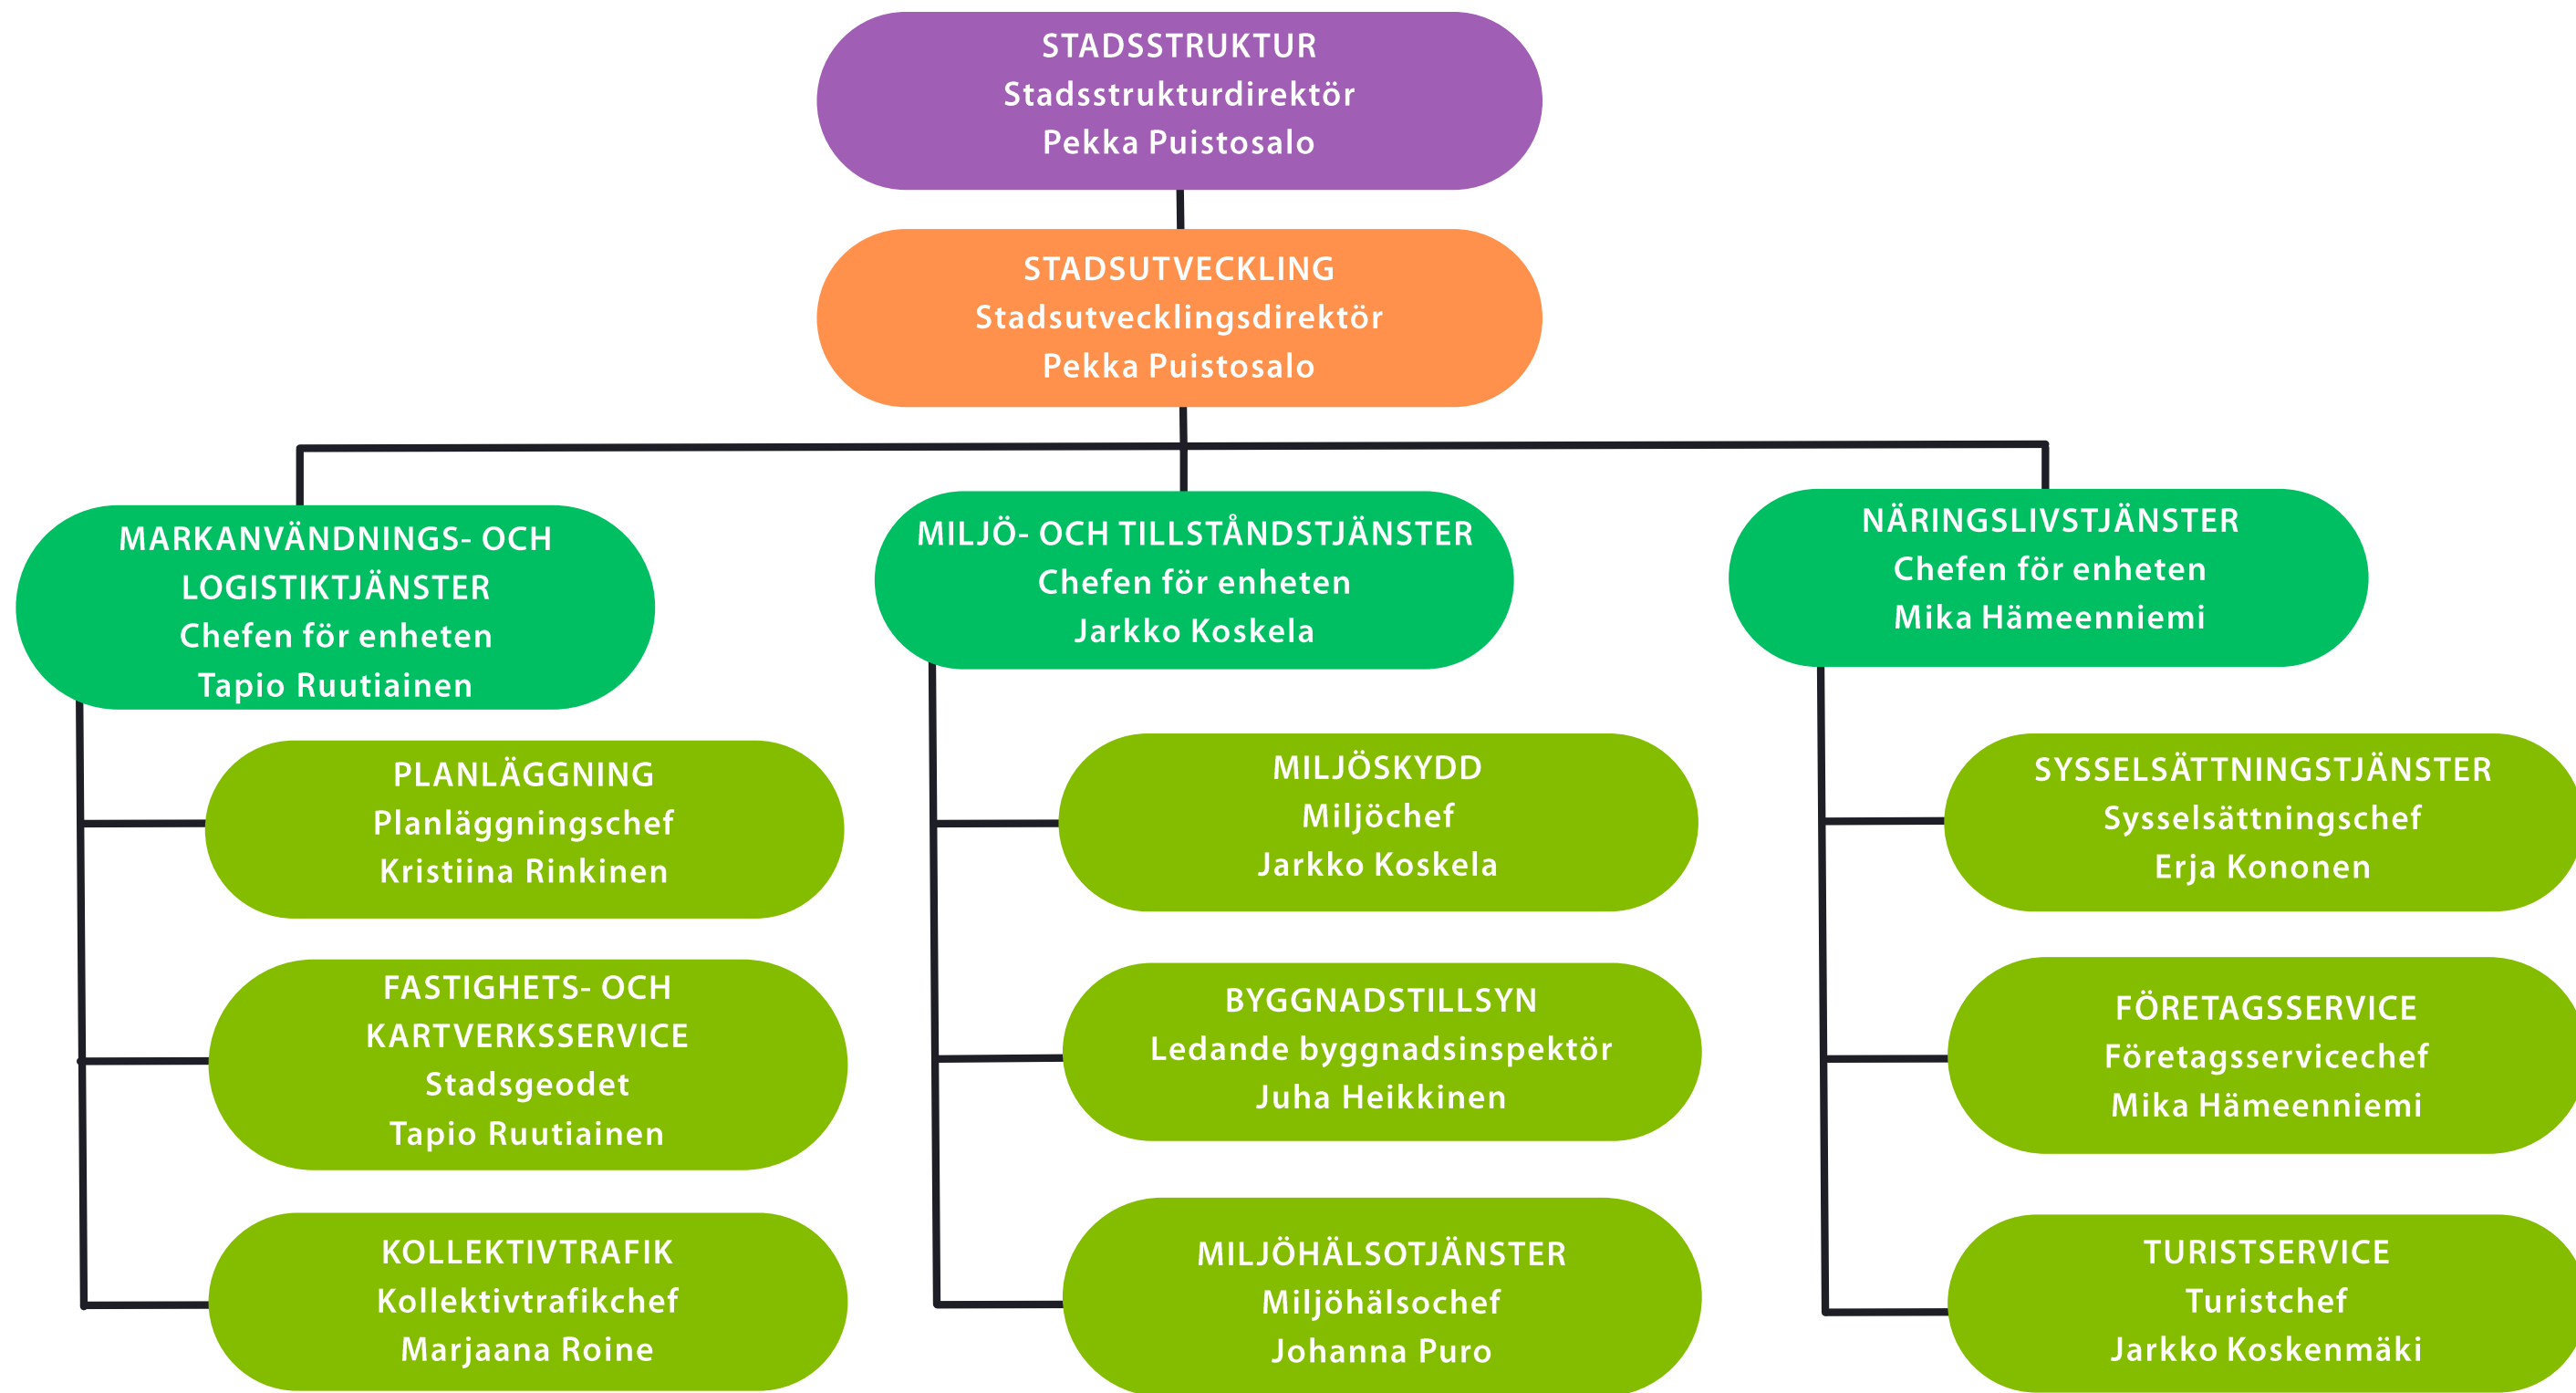 STADSSTRUKTUR
Stadsstrukturdirektör
Pekka Puistosalo
STADSUTVECKLING
Stadsutvecklingsdirektör
Pekka Puistosalo
MARKANVÄNDNINGS- OCH
LOGISTIKTJÄNSTER
Chefen för enheten
Tapio Ruutiainen
PLANLÄGGNING
Planläggningschef
Kristiina Rinkinen
FASTIGHETS- OCH
KARTVERKSSERVICE
Stadsgeodet
Tapio Ruutiainen
KOLLEKTIVTRAFIK
Kollektivtrafikchef
Marjaana Roine
MILJÖ- OCH TILLSTÅNDSTJÄNSTER
Chefen för enheten
Jarkko Koskela
MILJÖSKYDD
Miljöchef
Jarkko Koskela
BYGGNADSTILLSYN
Ledande byggnadsinspektör
Juha Heikkinen
MILJÖHÄLSOTJÄNSTER
Miljöhälsochef
Johanna Puro
NÄRINGSLIVSTJÄNSTER
Chefen för enheten
Mika Hämeenniemi
SYSSELSÄTTNINGSTJÄNSTER
Sysselsättningschef
Erja Kononen
FÖRETAGSSERVICE
Företagsservicechef
Mika Hämeenniemi
TURISTSERVICE
Turistchef
Jarkko Koskenmäki